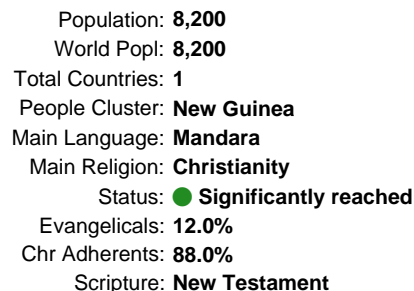 Population: 8,200
World Popl: 8,200
Total Countries: 1
People Cluster: New Guinea
Main Language: Mandara
Main Religion: Christianity
Status: Significantly reached
Evangelicals: 12.0%
Chr Adherents: 88.0%
Scripture: New Testament